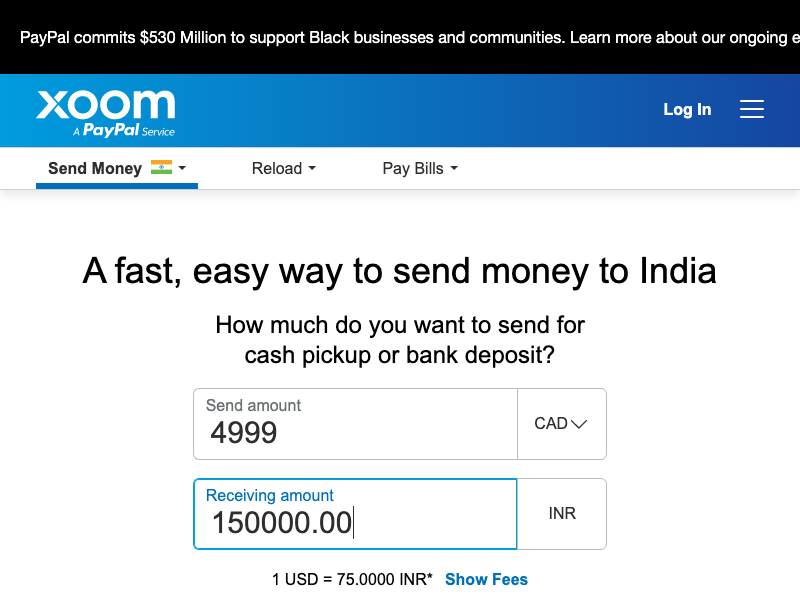 PayPal commits $530 Million to support Black businesses and communities. Learn more about our ongoing e
xoom
A PayPal Service
Log In
Send Money
Reload
Pay Bills
A fast, easy way to send money to India
How much do you want to send for
cash pickup or bank deposit?
Send amount
4999
CAD
Receiving amount
150000.00
INR
1 USD = 75.0000 INR* Show Fees